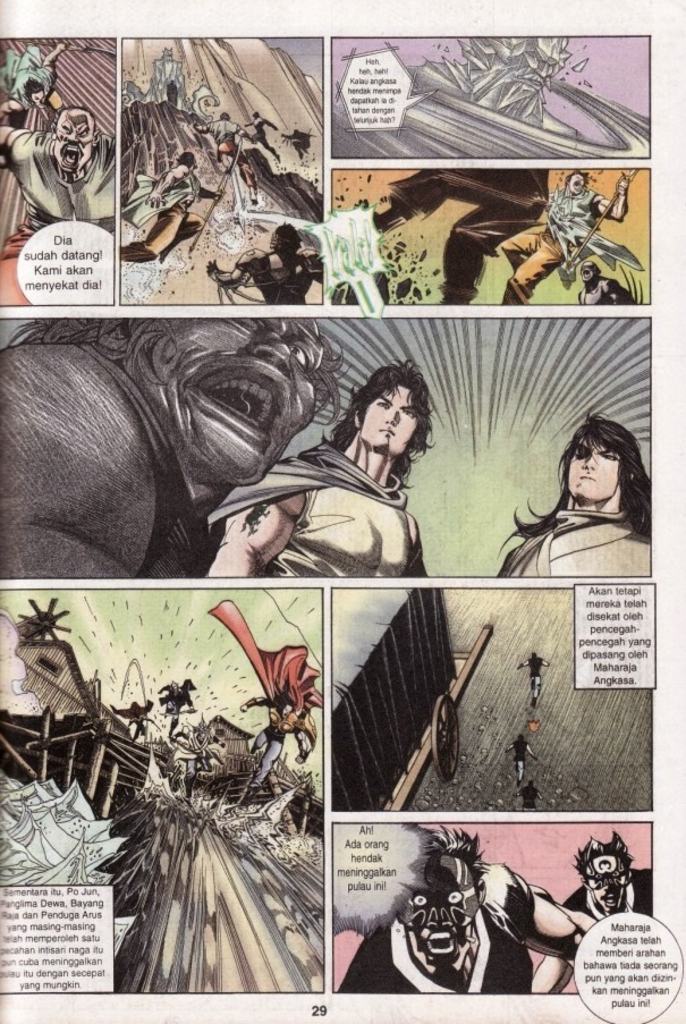 Dia
sudah datang!
Kami akan
menyekat dia!
Heh,
heh, heh!
Kalau angkasa
hendak menimpa
dapatkah ia di-
tahan dengan
telunjuk hah?
Akan tetapi
mereka telah
disekat oleh
pencegah-
pencegah yang
dipasang oleh
Maharaja
Angkasa.
Sementara itu, Po Jun,
Panglima Dewa, Bayang
Raja dan Penduga Arus
yang masing-masing
telah memperoleh satu
pecahan intisari naga itu
pun cuba meninggalkan
pulau itu dengan secepat
yang mungkin.
Ah!
Ada orang
hendak
meninggalkan
pulau ini!
Maharaja
Angkasa telah
memberi arahan
bahawa tiada seorang
pun yang akan diizin-
kan meninggalkan
pulau ini!
29